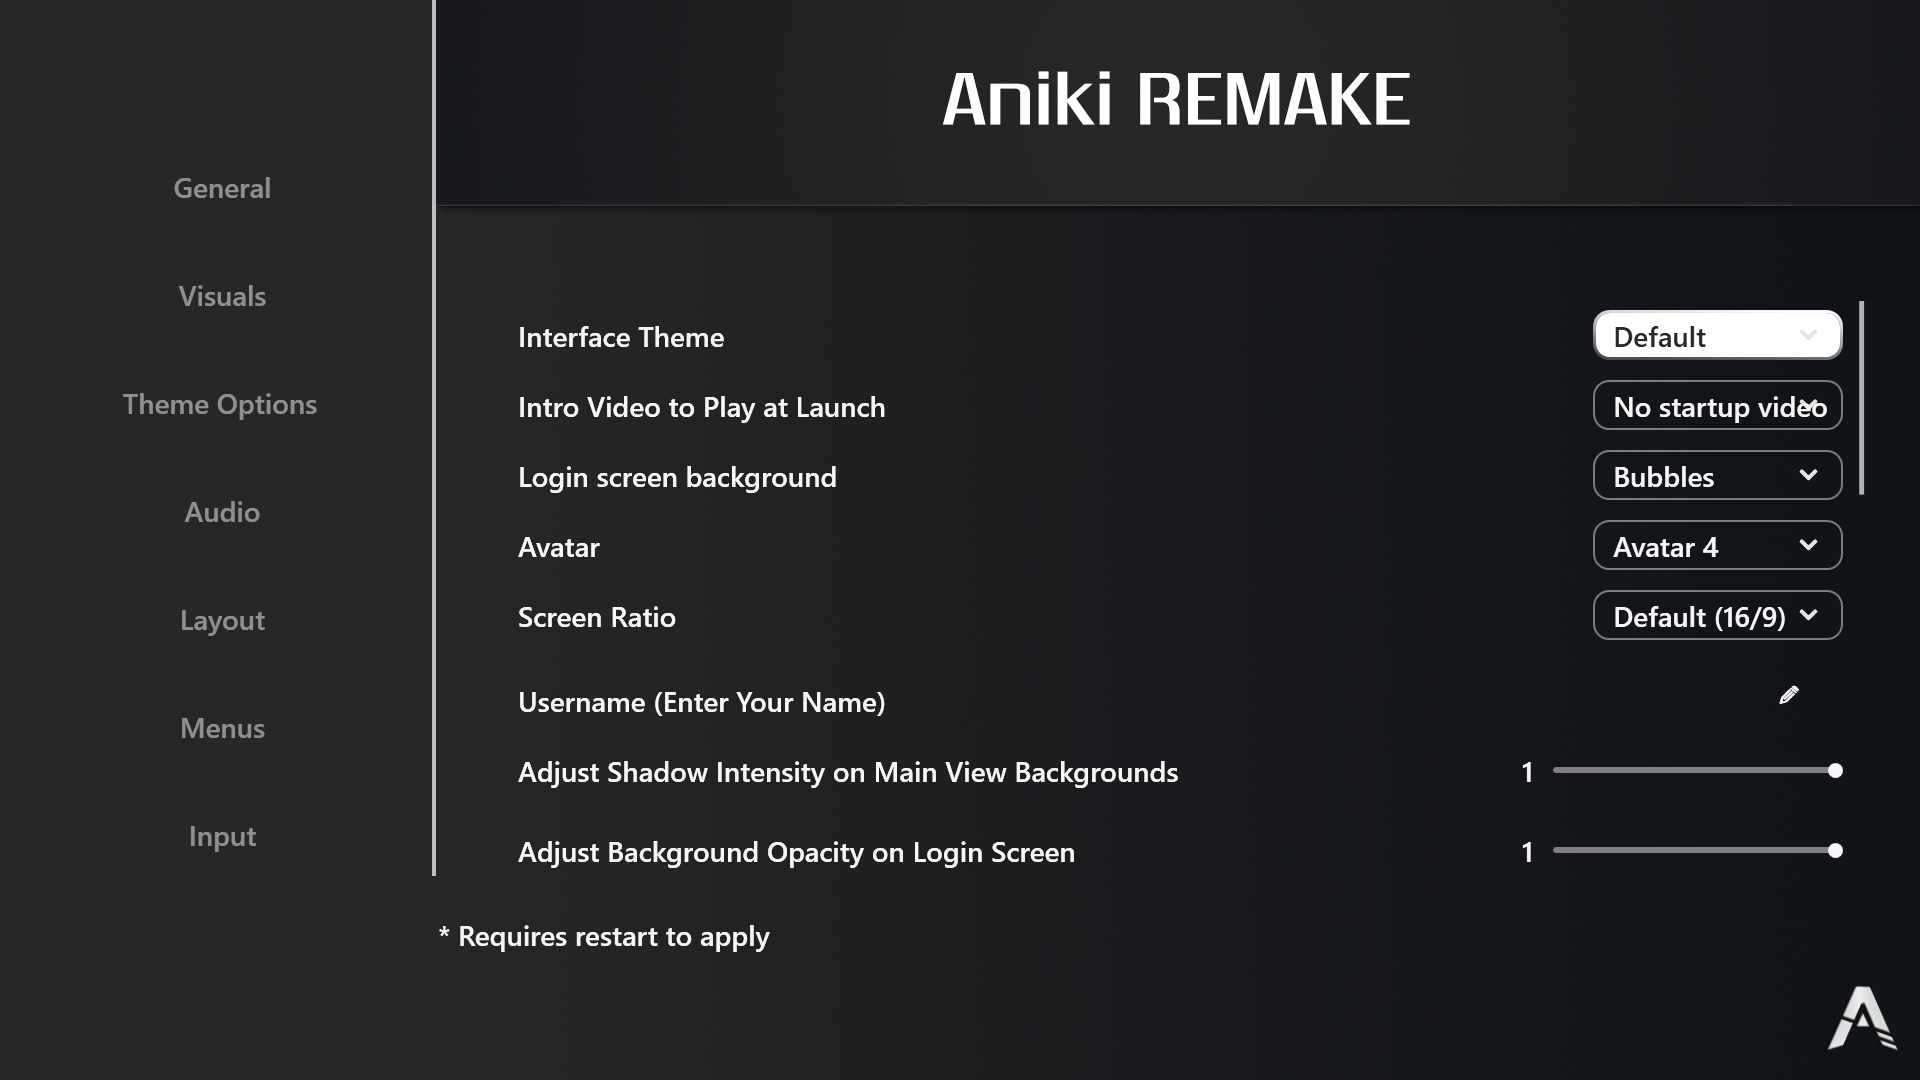 Aniki REMAKE
General
Visuals
Theme Options
Audio
Layout
Menus
Input
Interface Theme
Default
Intro Video to Play at Launch
No startup video
Login screen background
Bubbles
Avatar
Avatar 4
Screen Ratio
Default (16/9)
Username (Enter Your Name)
Adjust Shadow Intensity on Main View Backgrounds
1
Adjust Background Opacity on Login Screen
1
* Requires restart to apply